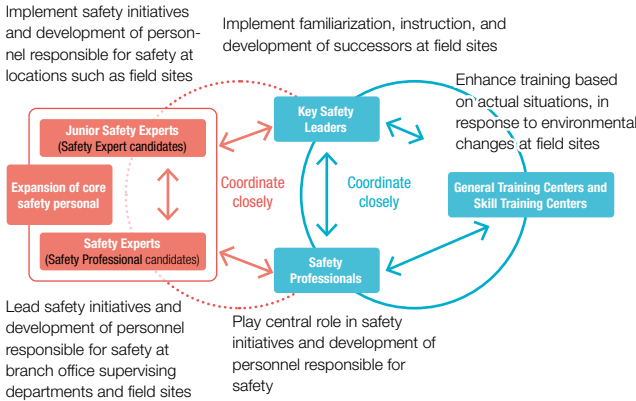 Implement safety initiatives
and development of person-
nel responsible for safety at
locations such as field sites
Implement familiarization, instruction, and
development of successors at field sites
Enhance training based
on actual situations, in
response to environmental
changes at field sites
Junior Safety Experts
(Safety Expert candidates)
Key Safety
Leaders
Expansion of core
safety personal
Coordinate
closely
Coordinate
closely
General Training Centers and
Skill Training Centers
Safety Experts
(Safety Professional candidates)
Safety
Professionals
Lead safety initiatives and
development of personnel
responsible for safety at
branch office supervising
departments and field sites
Play central role in safety
initiatives and development of
personnel responsible for
safety